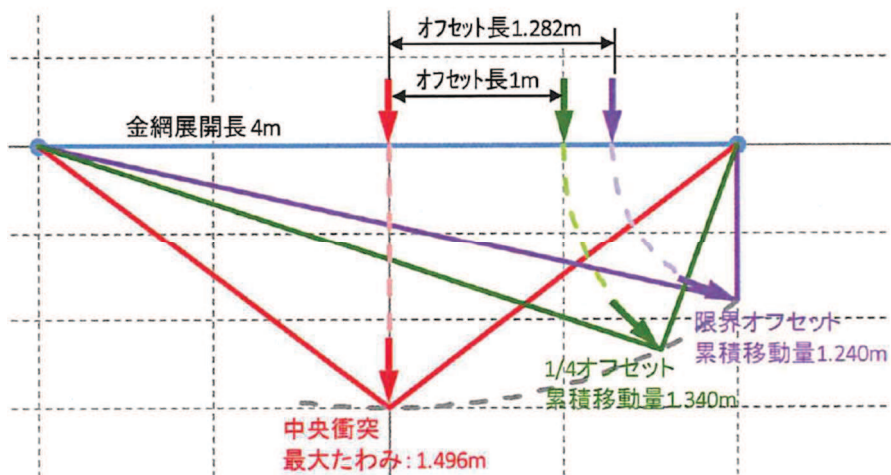 オフセット長1.282m
オフセット長1m
金網展開長4m
限界オフセット
累積移動量1.240m
1/4オフセット
累積移動量1.340m
中央衝突
最大たわみ：1.496m